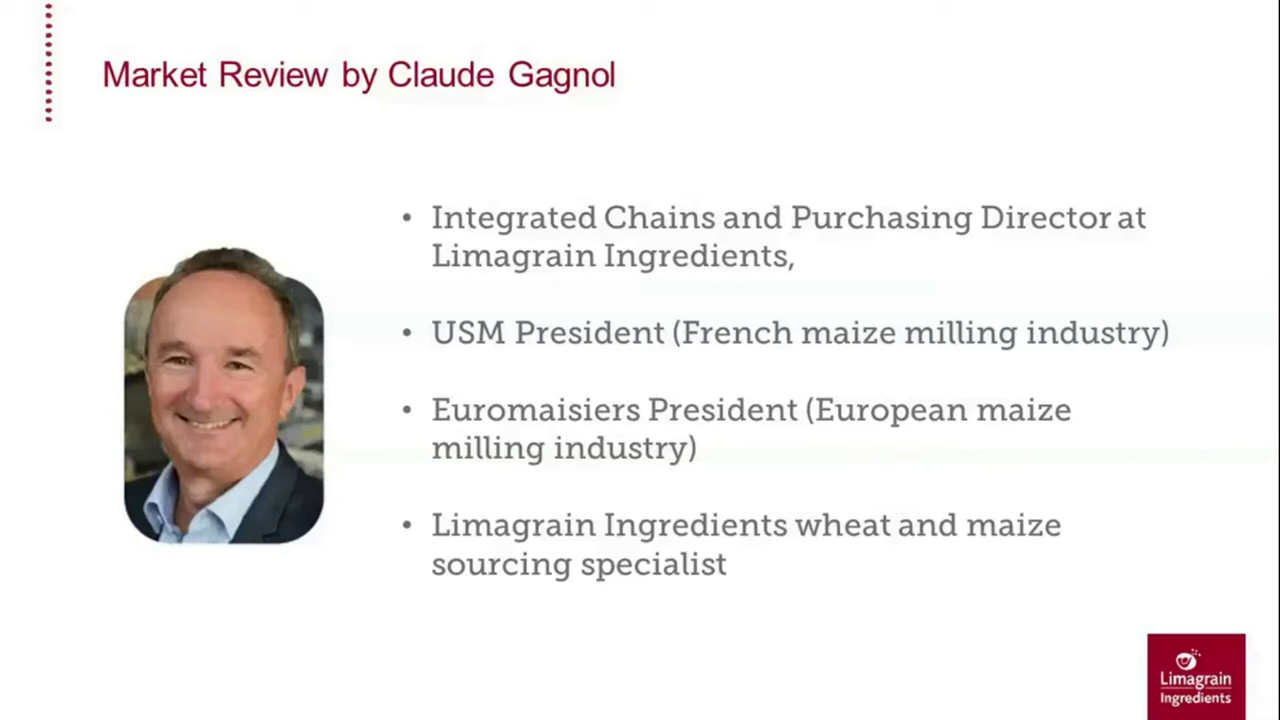 Market Review by Claude Gagnol
• Integrated Chains and Purchasing Director at
Limagrain Ingredients,
• USM President (French maize milling industry)
• Euromaisiers President (European maize
milling industry)
• Limagrain Ingredients wheat and maize
sourcing specialist
Limagrain
Ingredients